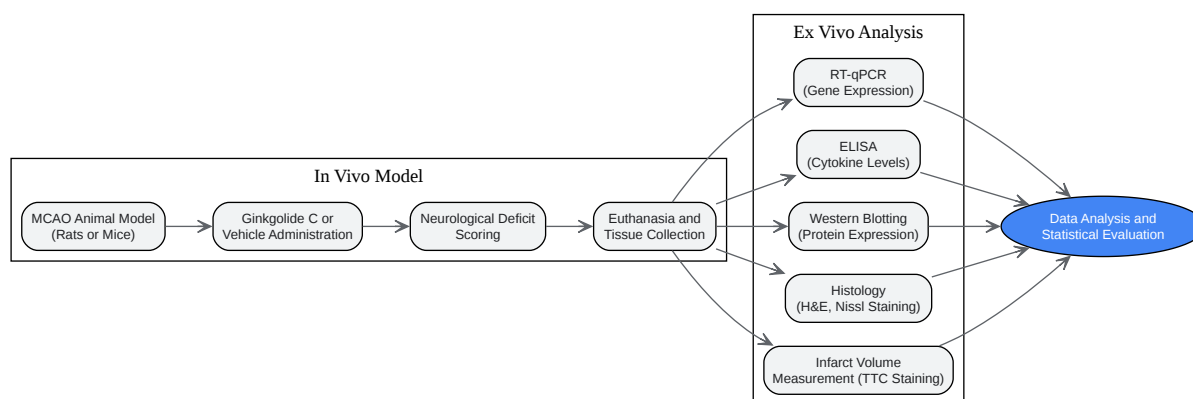 In Vivo Model
MCAO Animal Model
(Rats or Mice)
Ginkgolide C or
Vehicle Administration
Neurological Deficit
Scoring
Euthanasia and
Tissue Collection
Ex Vivo Analysis
RT-qPCR
(Gene Expression)
ELISA
(Cytokine Levels)
Western Blotting
(Protein Expression)
Histology
(H&E, Nissl Staining)
Infarct Volume
Measurement (TTC Staining)
Data Analysis and
Statistical Evaluation